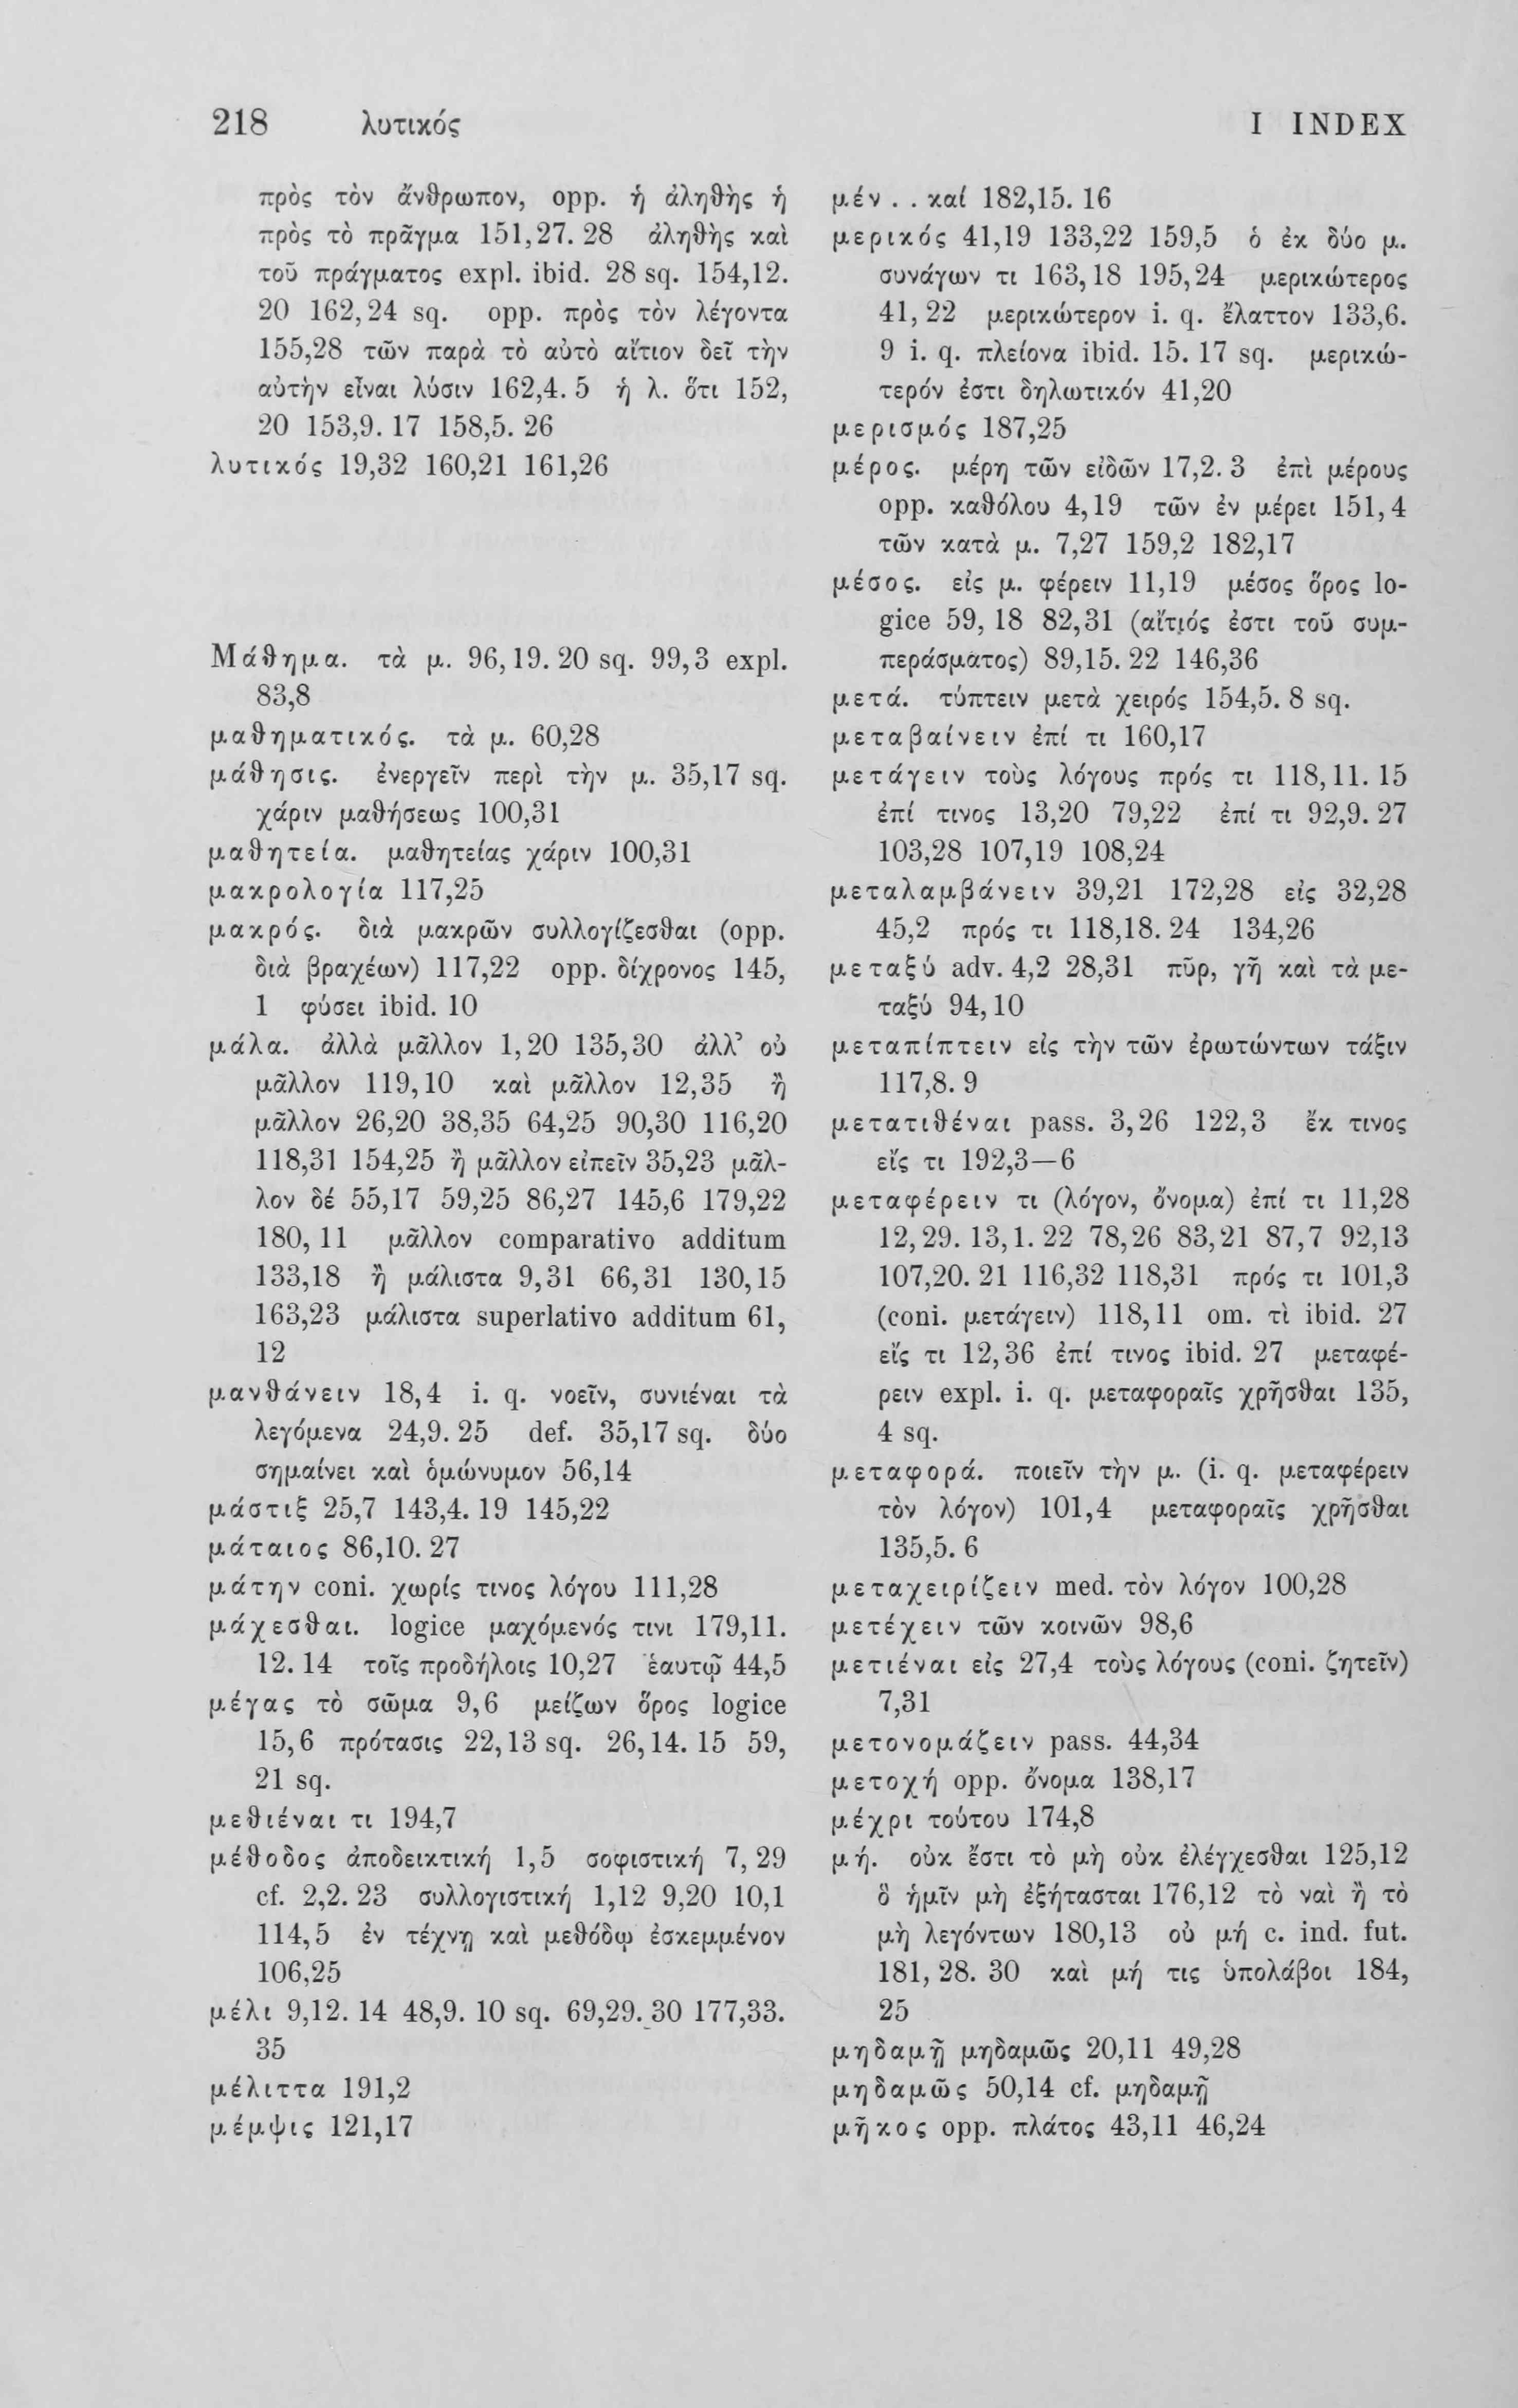 218 λυτικός I INDEX
πρὸς τὸν ἄνθρωπον, opp. ἡ ἀληθὴς ἡ
πρὸς τὸ πρᾶγμα 151,27. 28 ἀληθὴς καὶ
τοῦ πράγματος expl. ibid. 28 sq. 154,12.
20 162,24 sq. opp. πρὸς τὸν λέγοντα
155,28 τῶν παρὰ τὸ αὐτὸ αἴτιον δεῖ τὴν
αὐτὴν εἶναι λύσιν 162,4. 5 ἡ λ. ὅτι 152,
20 153,9. 17 158,5. 26
λυτικός 19,32 160,21 161,26
Μάθημα. τὰ μ. 96,19. 20 sq. 99,3 expl.
83,8
μαθηματικός. τὰ μ. 60,28
μάθησις. ἐνεργεῖν περὶ τὴν μ. 35,17 sq.
χάριν μαθήσεως 100,31
μαθητεία. μαθητείας χάριν 100,31
μακρολογία 117,25
μακρός. διὰ μακρῶν συλλογίζεσθαι (opp.
διὰ βραχέων) 117,22 opp. δίχρονος 145,
1 φύσει ibid. 10
μάλα. ἀλλὰ μᾶλλον 1,20 135,30 ἀλλ’ οὐ
μᾶλλον 119,10 καὶ μᾶλλον 12,35 ἢ
μᾶλλον 26,20 38,35 64,25 90,30 116,20
118,31 154,25 ἢ μᾶλλον εἰπεῖν 35,23 μᾶλ-
λον δέ 55,17 59,25 86,27 145,6 179,22
180,11 μᾶλλον comparativo additum
133,18 ἢ μάλιστα 9,31 66,31 130,15
163,23 μάλιστα superlativo additum 61,
12
μανθάνειν 18,4 i. q. νοεῖν, συνιέναι τὰ
λεγόμενα 24,9. 25 def. 35,17 sq. δύο
σημαίνει καὶ ὁμώνυμον 56,14
μάστιξ 25,7 143,4. 19 145,22
μάταιος 86,10. 27
μάτην coni. χωρίς τινος λόγου 111,28
μάχεσθαι. logice μαχόμενός τινι 179,11.
12. 14 τοῖς προδήλοις 10,27 ἑαυτῷ 44,5
μέγας τὸ σῶμα 9,6 μείζων ὅρος logice
15,6 πρότασις 22,13 sq. 26,14. 15 59,
21 sq.
μεθιέναι τι 194,7
μέθοδος ἀποδεικτική 1,5 σοφιστική 7,29
cf. 2,2. 23 συλλογιστική 1,12 9,20 10,1
114,5 ἐν τέχνῃ καὶ μεθόδῳ ἐσκεμμένον
106,25
μέλι 9,12. 14 48,9. 10 sq. 69,29. 30 177,33.
35
μέλιττα 191,2
μέμψις 121,17
μέν . . καί 182,15. 16
μερικός 41,19 133,22 159,5 ὁ ἐκ δύο μ.
συνάγων τι 163,18 195,24 μερικώτερος
41,22 μερικώτερον i. q. ἔλαττον 133,6.
9 i. q. πλείονα ibid. 15. 17 sq. μερικώ-
τερόν ἐστι δηλωτικόν 41,20
μερισμός 187,25
μέρος. μέρη τῶν εἰδῶν 17,2. 3 ἐπὶ μέρους
opp. καθόλου 4,19 τῶν ἐν μέρει 151,4
τῶν κατὰ μ. 7,27 159,2 182,17
μέσος. εἰς μ. φέρειν 11,19 μέσος ὅρος lo-
gice 59,18 82,31 (αἴτιός ἐστι τοῦ συμ-
περάσματος) 89,15. 22 146,36
μετά. τύπτειν μετὰ χειρός 154,5. 8 sq.
μεταβαίνειν ἐπί τι 160,17
μετάγειν τοὺς λόγους πρός τι 118,11. 15
ἐπί τινος 13,20 79,22 ἐπί τι 92,9. 27
103,28 107,19 108,24
μεταλαμβάνειν 39,21 172,28 εἰς 32,28
45,2 πρός τι 118,18. 24 134,26
μεταξύ adv. 4,2 28,31 πῦρ, γῆ καὶ τὰ με-
ταξύ 94,10
μεταπίπτειν εἰς τὴν τῶν ἐρωτώντων τάξιν
117,8. 9
μετατιθέναι pass. 3,26 122,3 ἔκ τινος
εἴς τι 192,3—6
μεταφέρειν τι (λόγον, ὄνομα) ἐπί τι 11,28
12,29. 13,1. 22 78,26 83,21 87,7 92,13
107,20. 21 116,32 118,31 πρός τι 101,3
(coni. μετάγειν) 118,11 om. τὶ ibid. 27
εἴς τι 12,36 ἐπί τινος ibid. 27 μεταφέ-
ρειν expl. i. q. μεταφοραῖς χρῆσθαι 135,
4 sq.
μεταφορά. ποιεῖν τὴν μ. (i. q. μεταφέρειν
τὸν λόγον) 101,4 μεταφοραῖς χρῆσθαι
135,5. 6
μεταχειρίζειν med. τὸν λόγον 100,28
μετέχειν τῶν κοινῶν 98,6
μετιέναι εἰς 27,4 τοὺς λόγους (coni. ζητεῖν)
7,31
μετονομάζειν pass. 44,34
μετοχή opp. ὄνομα 138,17
μέχρι τούτου 174,8
μή. οὐκ ἔστι τὸ μὴ οὐκ ἐλέγχεσθαι 125,12
ὃ ἡμῖν μὴ ἐξήτασται 176,12 τὸ ναὶ ἢ τὸ
μὴ λεγόντων 180,13 οὐ μή c. ind. fut.
181,28. 30 καὶ μή τις ὑπολάβοι 184,
25
μηδαμῇ μηδαμῶς 20,11 49,28
μηδαμῶς 50,14 cf. μηδαμῇ
μῆκος opp. πλάτος 43,11 46,24